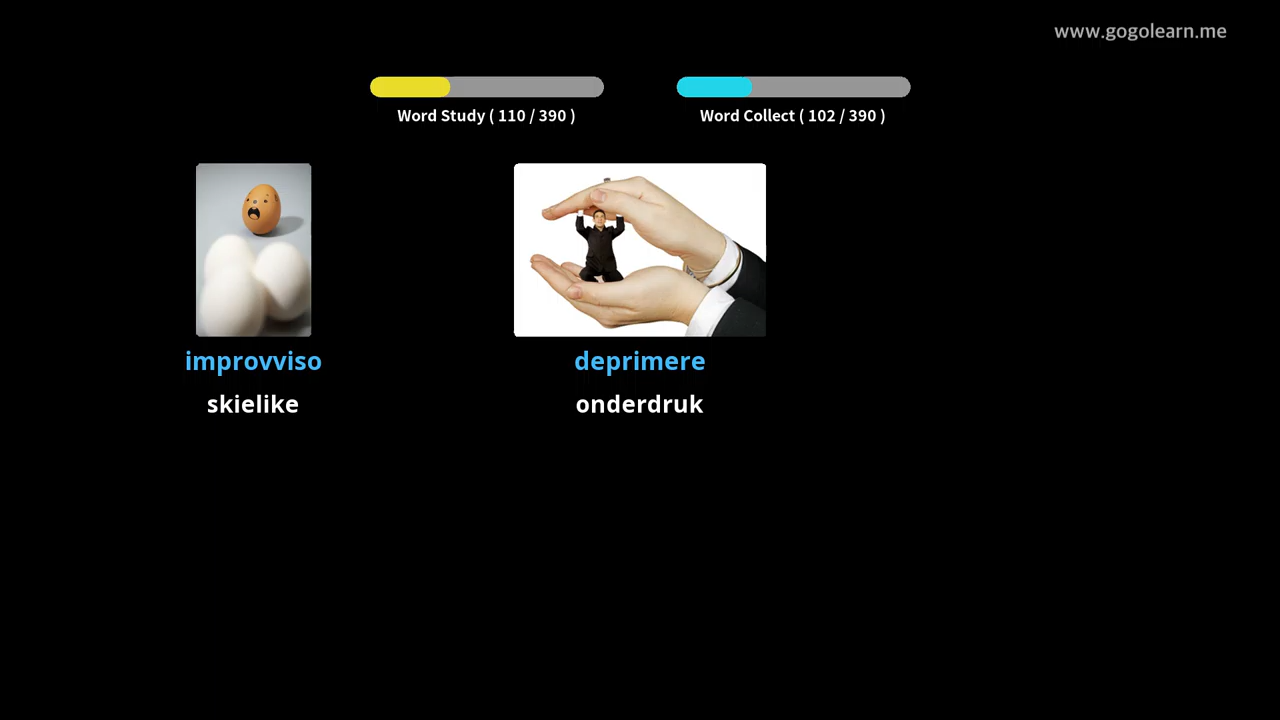 www.gogolearn.me
Word Study ( 110 / 390 )
Word Collect ( 102 / 390 )
improvviso
deprimere
skielike
onderdruk